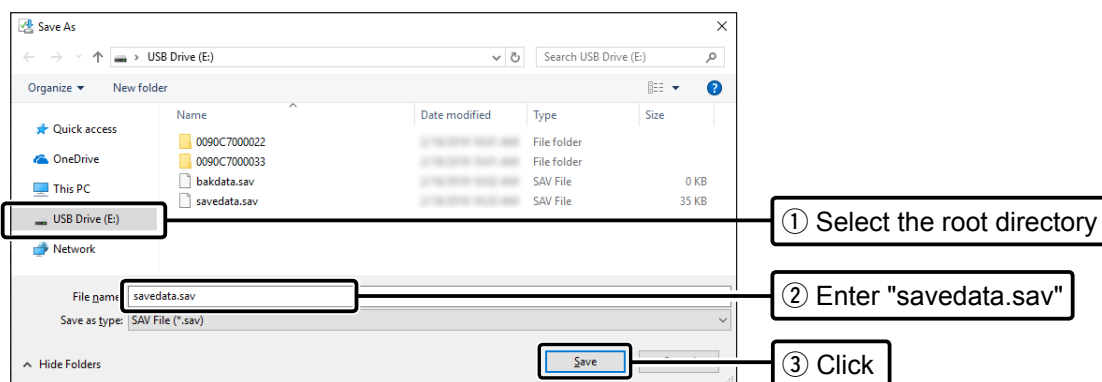 Save As
USB Drive (E:)
Search USB Drive (E:)
Organize
New folder
Name
Date modified
Type
Size
Quick access
OneDrive
This PC
USB Drive (E:)
Network
0090C7000022
File folder
0090C7000033
File folder
bakdata.sav
SAV File
0 KB
savedata.sav
SAV File
35 KB
① Select the root directory
File name
savedata.sav
② Enter "savedata.sav"
Save as type:
SAV File (*.sav)
Hide Folders
Save
③ Click